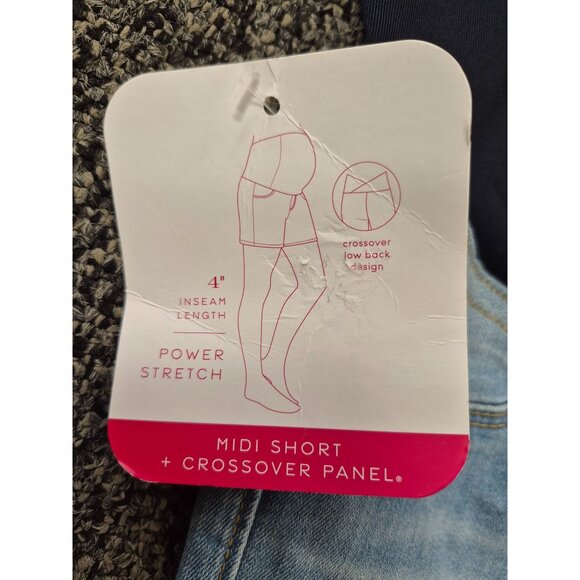 crossover
low back
design
4"
INSEAM
LENGTH
POWER
STRETCH
MIDI SHORT
+ CROSSOVER PANEL®